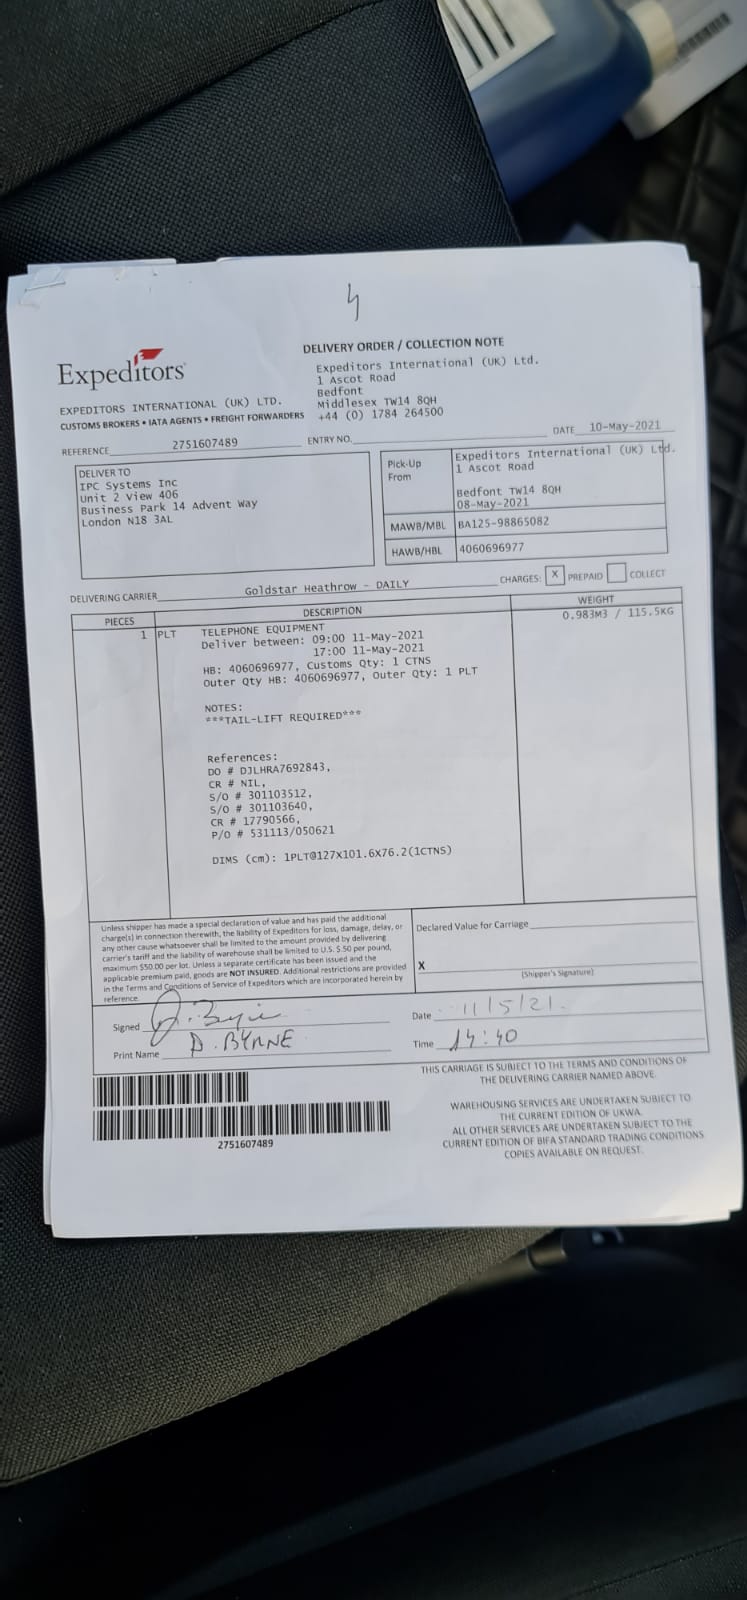 4
DELIVERY ORDER / COLLECTION NOTE
Expeditors
Expeditors International (UK) Ltd.
1 Ascot Road
Bedfont
Middlesex TW14 8QH
+44 (0) 1784 264500
EXPEDITORS INTERNATIONAL (UK) LTD.
CUSTOMS BROKERS • IATA AGENTS • FREIGHT FORWARDERS
REFERENCE 2751607489 ENTRY NO. DATE 10-May-2021
DELIVER TO
IPC Systems Inc
Unit 2 View 406
Business Park 14 Advent Way
London N18 3AL
Pick-Up From
Expeditors International (UK) Ltd.
1 Ascot Road
Bedfont TW14 8QH
08-May-2021
MAWB/MBL BA125-98865082
HAWB/HBL 4060696977
DELIVERING CARRIER Goldstar Heathrow - DAILY CHARGES: X PREPAID COLLECT
PIECES DESCRIPTION WEIGHT
1 PLT TELEPHONE EQUIPMENT 0.983M3 / 115.5KG
Deliver between: 09:00 11-May-2021
17:00 11-May-2021
HB: 4060696977, Customs Qty: 1 CTNS
Outer Qty HB: 4060696977, Outer Qty: 1 PLT
NOTES:
***TAIL-LIFT REQUIRED***
References:
DO # DJLHRA7692843,
CR # NIL,
S/O # 301103512,
S/O # 301103640,
CR # 17790566,
P/O # 531113/050621
DIMS (cm): 1PLT@127X101.6X76.2(1CTNS)
Unless shipper has made a special declaration of value and has paid the additional
charge(s) in connection therewith, the liability of Expeditors for loss, damage, delay, or
any other cause whatsoever shall be limited to the amount provided by delivering
carrier's tariff and the liability of warehouse shall be limited to U.S. $.50 per pound,
maximum $50.00 per lot. Unless a separate certificate has been issued and the
applicable premium paid, goods are NOT INSURED. Additional restrictions are provided
in the Terms and Conditions of Service of Expeditors which are incorporated herein by
reference.
Declared Value for Carriage
X
(Shipper's Signature)
Signed
Date 11/5/21.
Print Name D. BYRNE
Time 14:40
THIS CARRIAGE IS SUBJECT TO THE TERMS AND CONDITIONS OF
THE DELIVERING CARRIER NAMED ABOVE.
WAREHOUSING SERVICES ARE UNDERTAKEN SUBJECT TO
THE CURRENT EDITION OF UKWA.
ALL OTHER SERVICES ARE UNDERTAKEN SUBJECT TO THE
CURRENT EDITION OF BIFA STANDARD TRADING CONDITIONS
COPIES AVAILABLE ON REQUEST.
2751607489